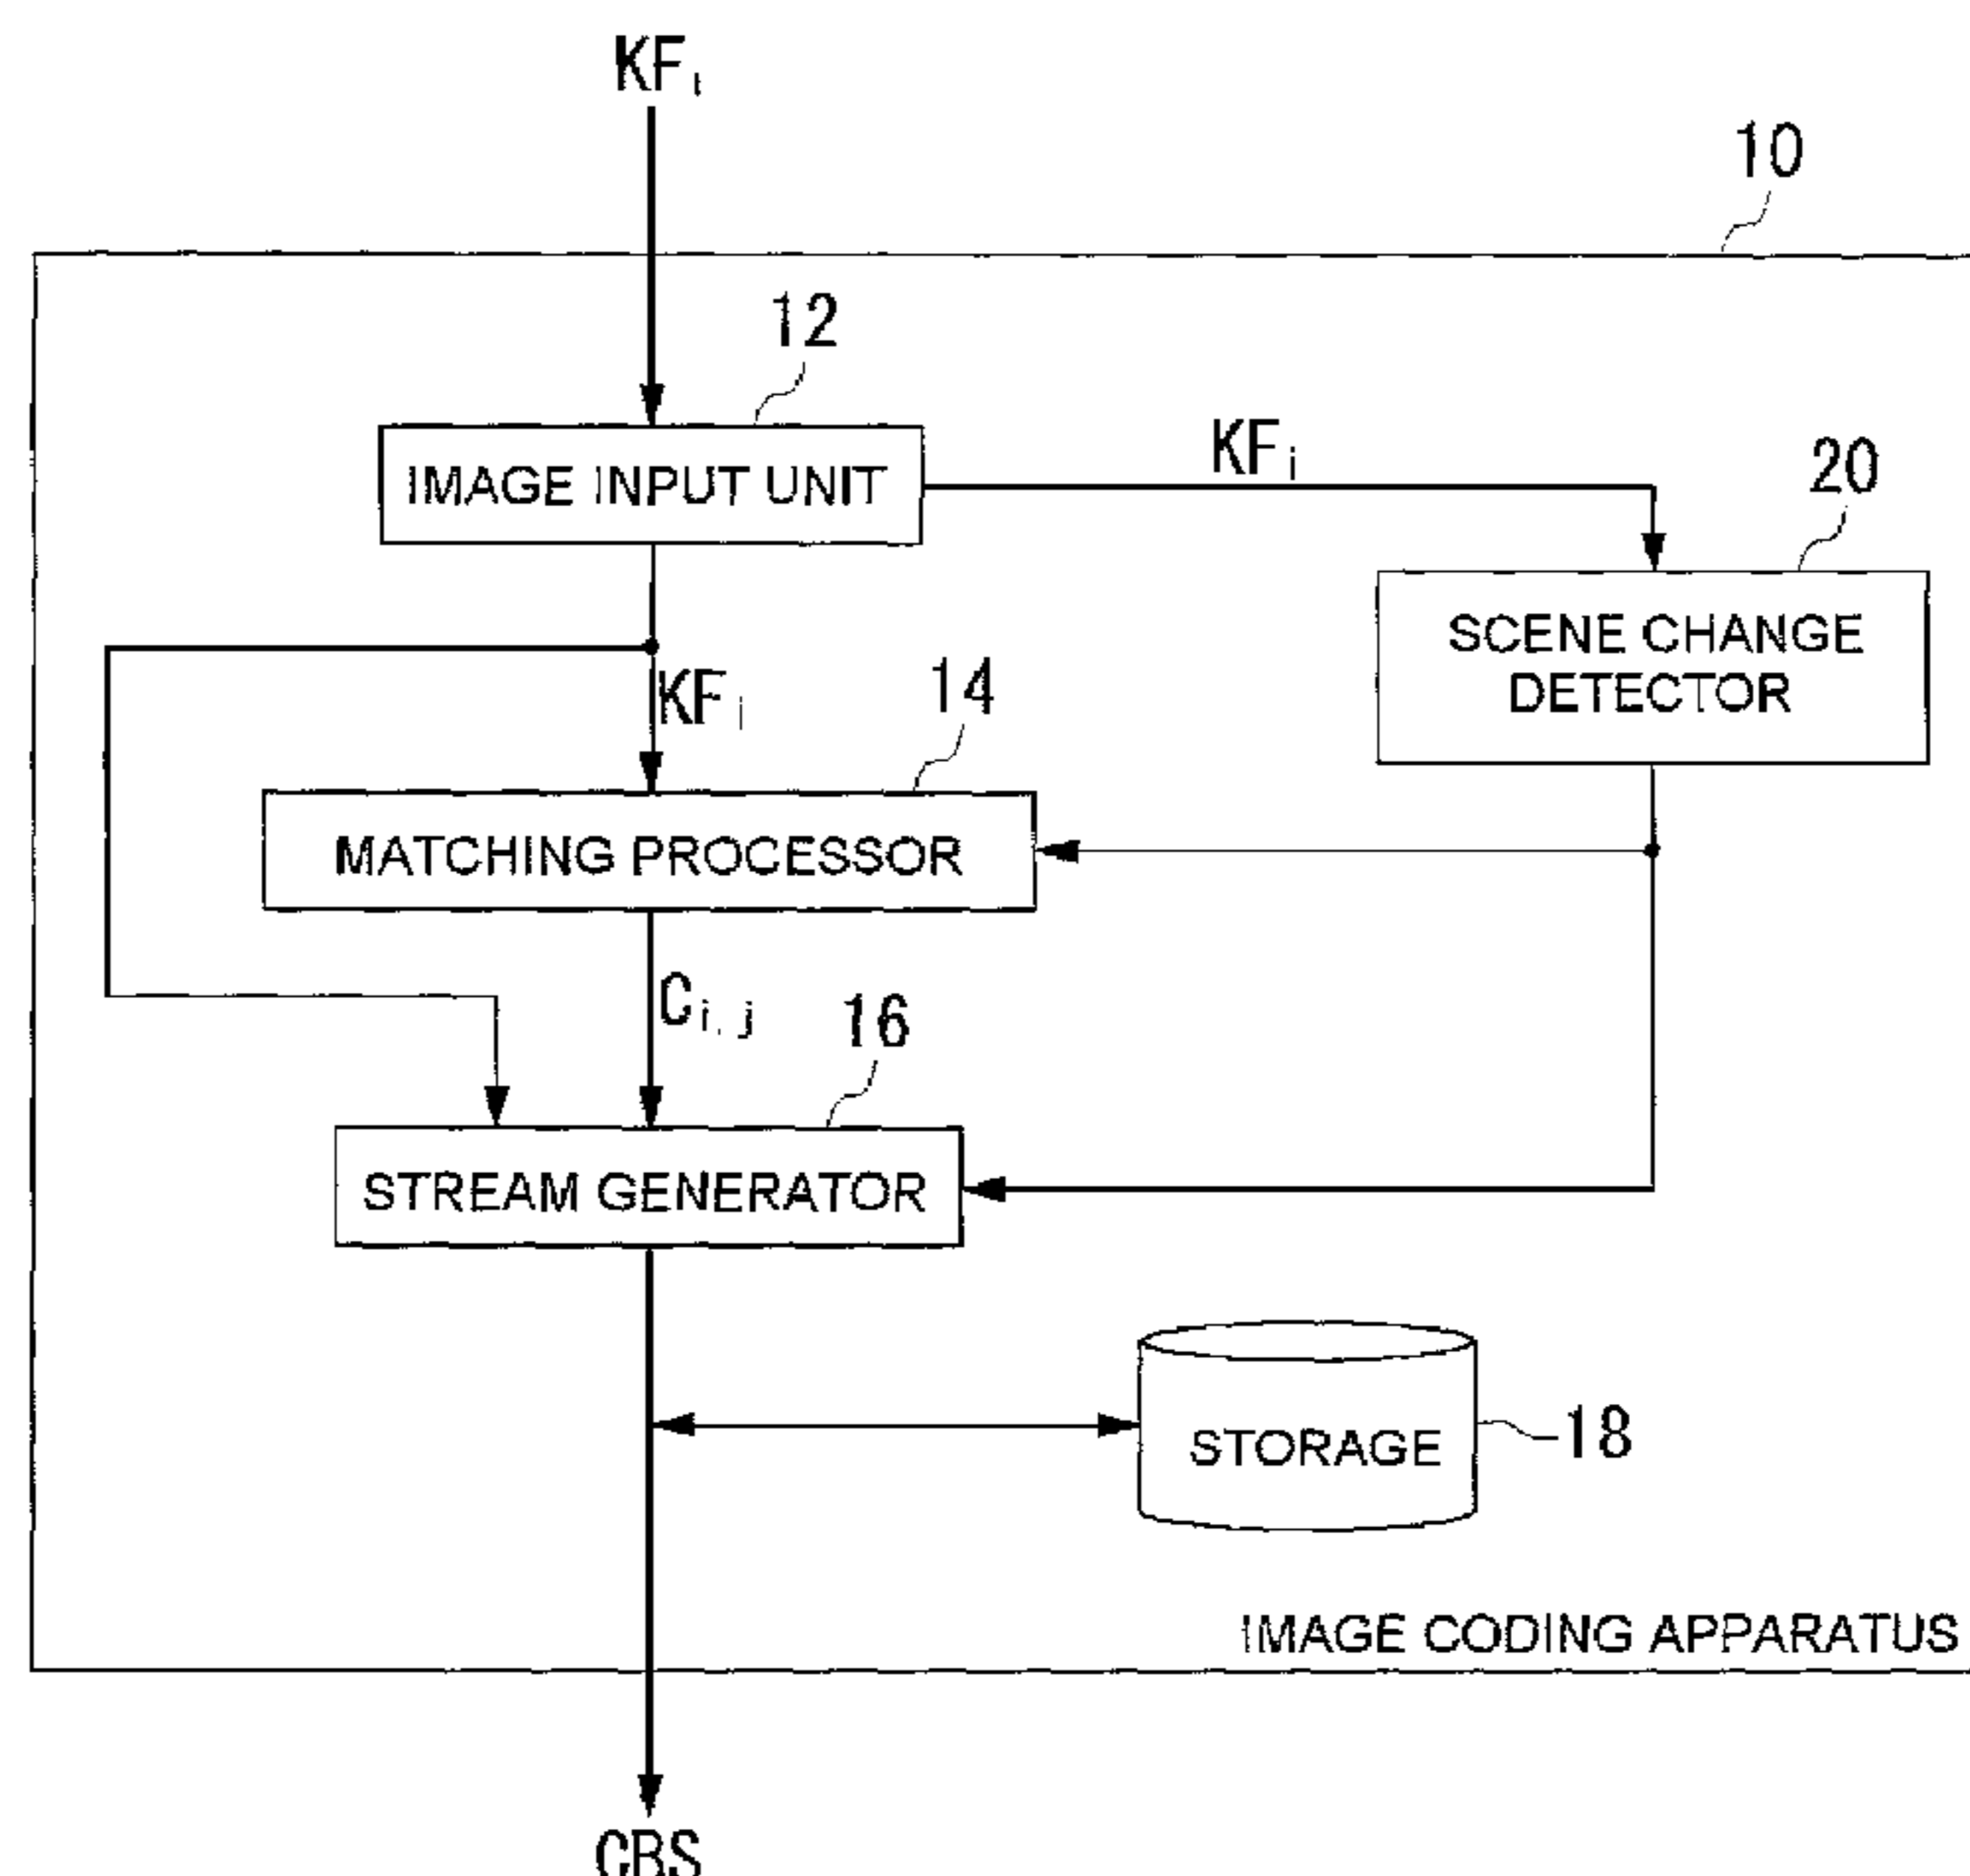 KFi
10
12
IMAGE INPUT UNIT
KFi
20
SCENE CHANGE
DETECTOR
KFi
14
MATCHING PROCESSOR
Ci, j
16
STREAM GENERATOR
STORAGE
18
IMAGE CODING APPARATUS
CBS